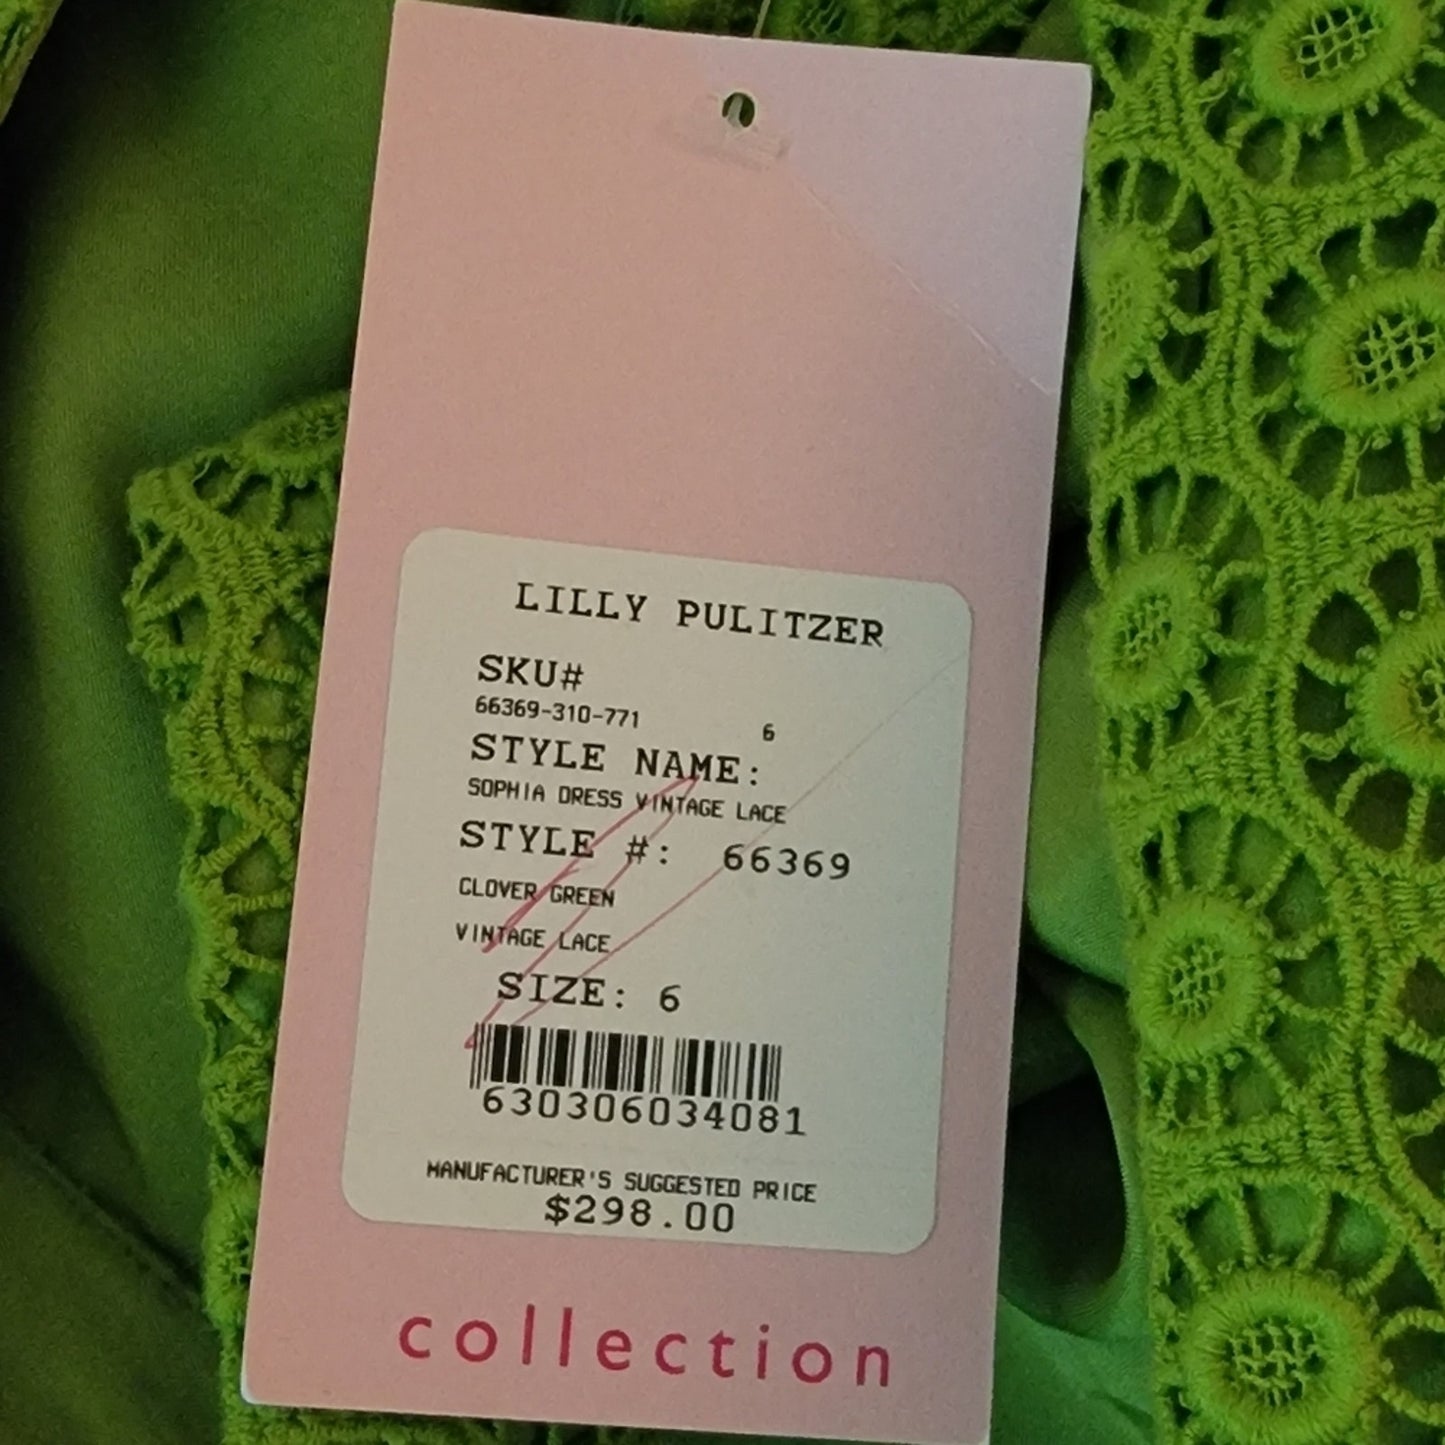 LILLY PULITZER
SKU#
66369-310-771 6
STYLE NAME:
SOPHIA DRESS VINTAGE LACE
STYLE #: 66369
CLOVER GREEN
VINTAGE LACE
SIZE: 6
630306034081
MANUFACTURER'S SUGGESTED PRICE
$298.00
collection